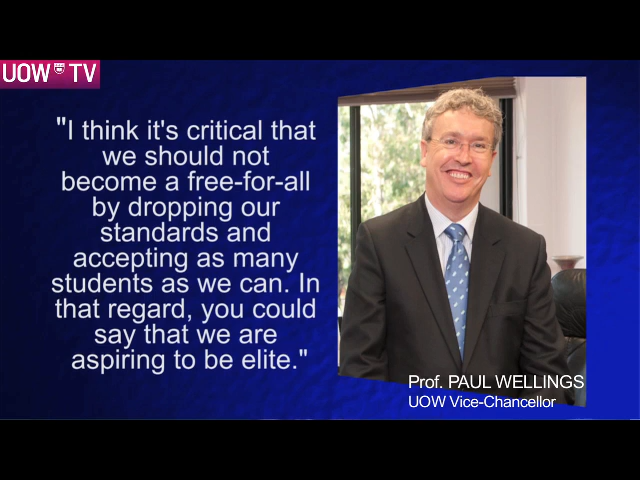 UOW TV
"I think it's critical that
we should not
become a free-for-all
by dropping our
standards and
accepting as many
students as we can. In
that regard, you could
say that we are
aspiring to be elite."
Prof. PAUL WELLINGS
UOW Vice-Chancellor